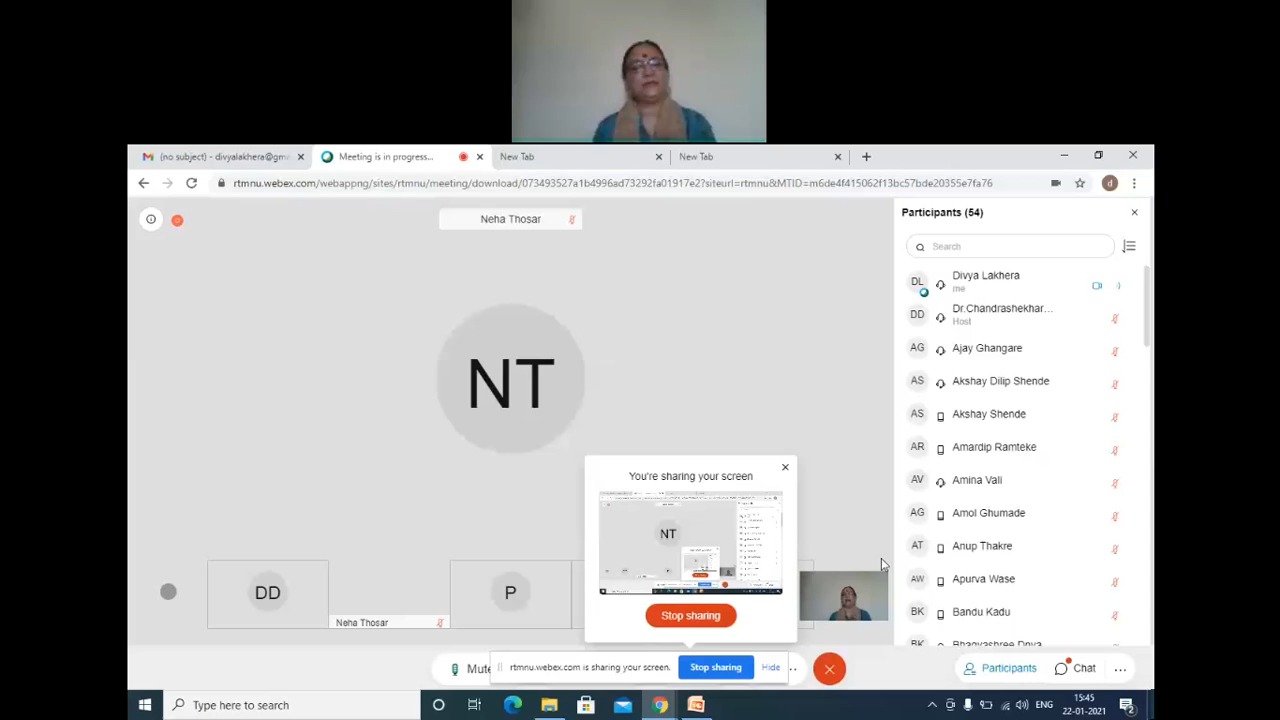 (no subject) - divyalakhera@gm
Meeting is in progress...
New Tab
New Tab
rtmnu.webex.com/webappng/sites/rtmnu/meeting/download/073493527a1b4996ad73292fa01917e2?siteurl=rtmnu&MTID=m6de4f415062f13bc57bde20355e7fa76
d
Neha Thosar
Participants (54)
Search
DL Divya Lakhera
me
DD Dr.Chandrashekhar...
Host
AG Ajay Ghangare
AS Akshay Dilip Shende
AS Akshay Shende
AR Amardip Ramteke
AV Amina Vali
AG Amol Ghumade
AT Anup Thakre
AW Apurva Wase
BK Bandu Kadu
NT
You're sharing your screen
NT
Stop sharing
DD
Neha Thosar
P
Mute
rtmnu.webex.com is sharing your screen.
Stop sharing
Hide
Participants
Chat
Type here to search
ENG
15:45
22-01-2021
2